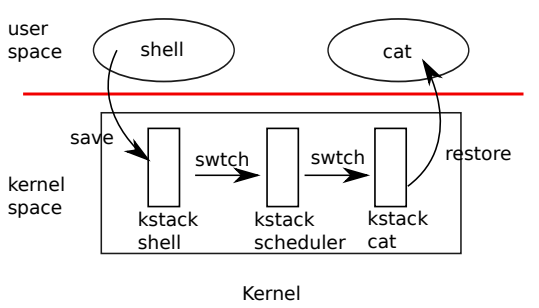 user
space
shell
cat
save
swtch
swtch
restore
kernel
space
kstack
shell
kstack
scheduler
kstack
cat
Kernel